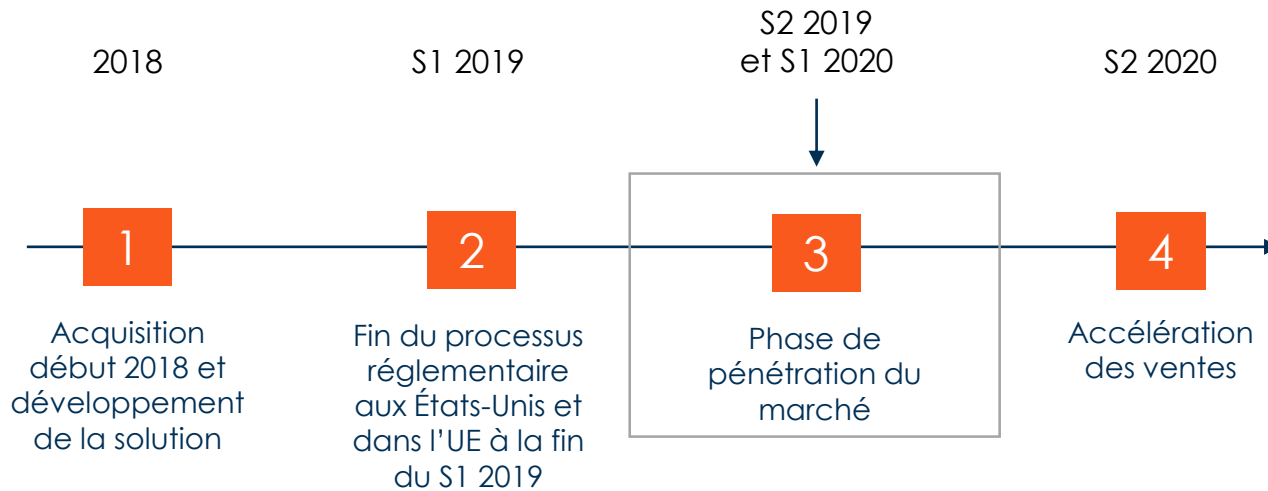 2018
S1 2019
S2 2019
et S1 2020
S2 2020
1
2
3
4
Acquisition
début 2018 et
développement
de la solution
Fin du processus
réglementaire
aux États-Unis et
dans l’UE à la fin
du S1 2019
Phase de
pénétration du
marché
Accélération
des ventes